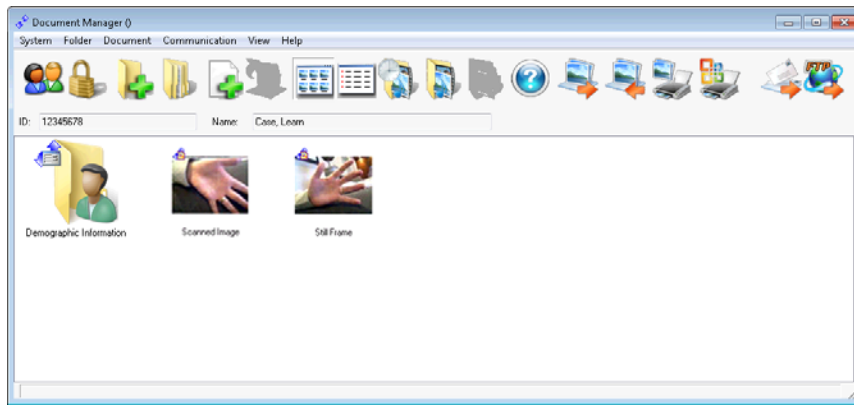 Document Manager ()
System Folder Document Communication View Help
FTP
ID: 12345678 Name: Case, Learn
Demographic Information Scanned Image Still Frame